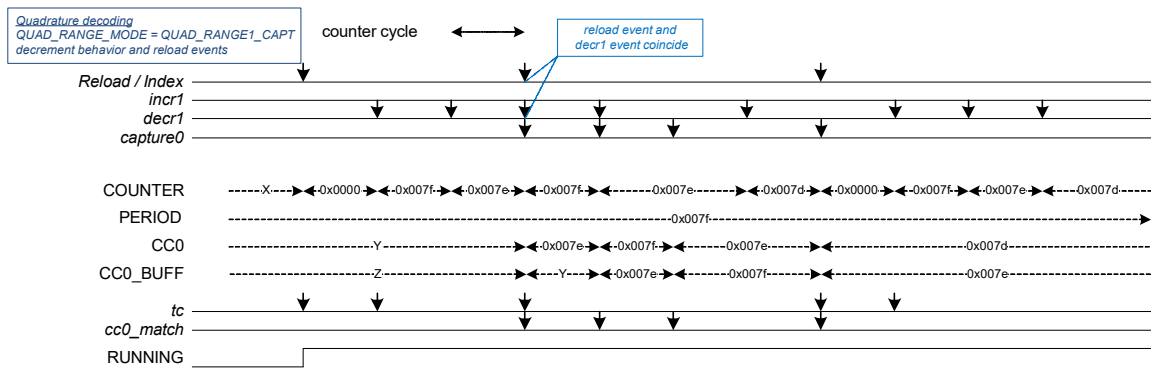 Quadrature decoding
QUAD_RANGE_MODE = QUAD_RANGE1_CAPT
decrement behavior and reload events
counter cycle
reload event and
decr1 event coincide
Reload / Index
incr1
decr1
capture0
COUNTER X 0x0000 0x007f 0x007e 0x007f 0x007e 0x007d 0x0000 0x007f 0x007e 0x007d
PERIOD 0x007f
CC0 Y 0x007e 0x007f 0x007e 0x007d
CC0_BUFF Z Y 0x007e 0x007f 0x007e
tc
cc0_match
RUNNING